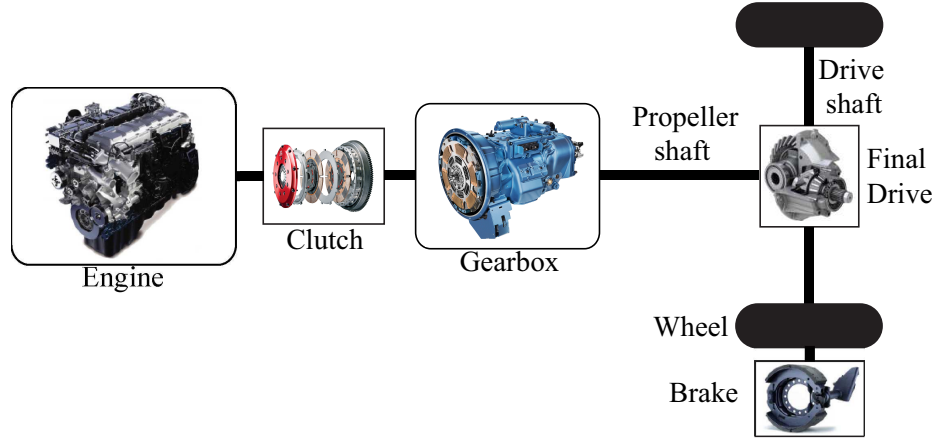 Drive
shaft
Propeller
shaft
Final
Drive
Clutch
Gearbox
Engine
Wheel
Brake